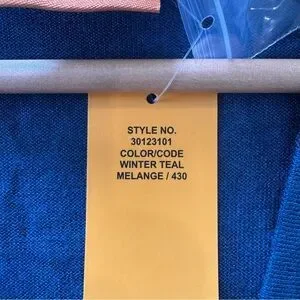 STYLE NO.
30123101
COLOR/CODE
WINTER TEAL
MELANGE / 430